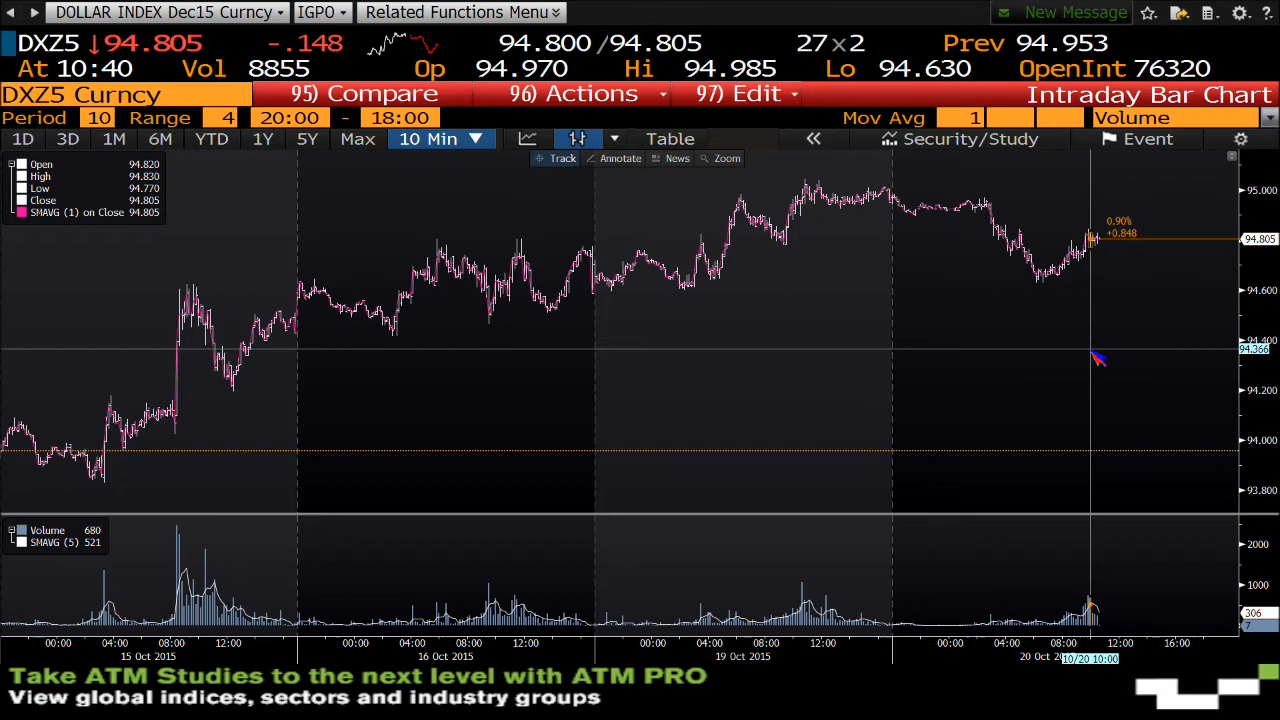 DOLLAR INDEX Dec15 Curncy IGPO Related Functions Menu New Message
DXZ5 ↓94.805 -.148 94.800/94.805 27x2 Prev 94.953
At 10:40 Vol 8855 Op 94.970 Hi 94.985 Lo 94.630 OpenInt 76320
DXZ5 Curncy 95) Compare 96) Actions 97) Edit Intraday Bar Chart
Period 10 Range 4 20:00 - 18:00 Mov Avg 1 Volume
1D 3D 1M 6M YTD 1Y 5Y Max 10 Min Table Security/Study Event
Track Annotate News Zoom
Open 94.820
High 94.830
Low 94.770
Close 94.805
SMAVG (1) on Close 94.805
95.000
0.90%
+0.848
94.805
94.600
94.400
94.366
94.200
94.000
93.800
Volume 680
SMAVG (5) 521
2000
1000
306
7
00:00 04:00 08:00 12:00 00:00 04:00 08:00 12:00 00:00 04:00 08:00 12:00 00:00 04:00 08:00 12:00 16:00
15 Oct 2015 16 Oct 2015 19 Oct 2015 20 Oc 10/20 10:00
Take ATM Studies to the next level with ATM PRO
View global indices, sectors and industry groups